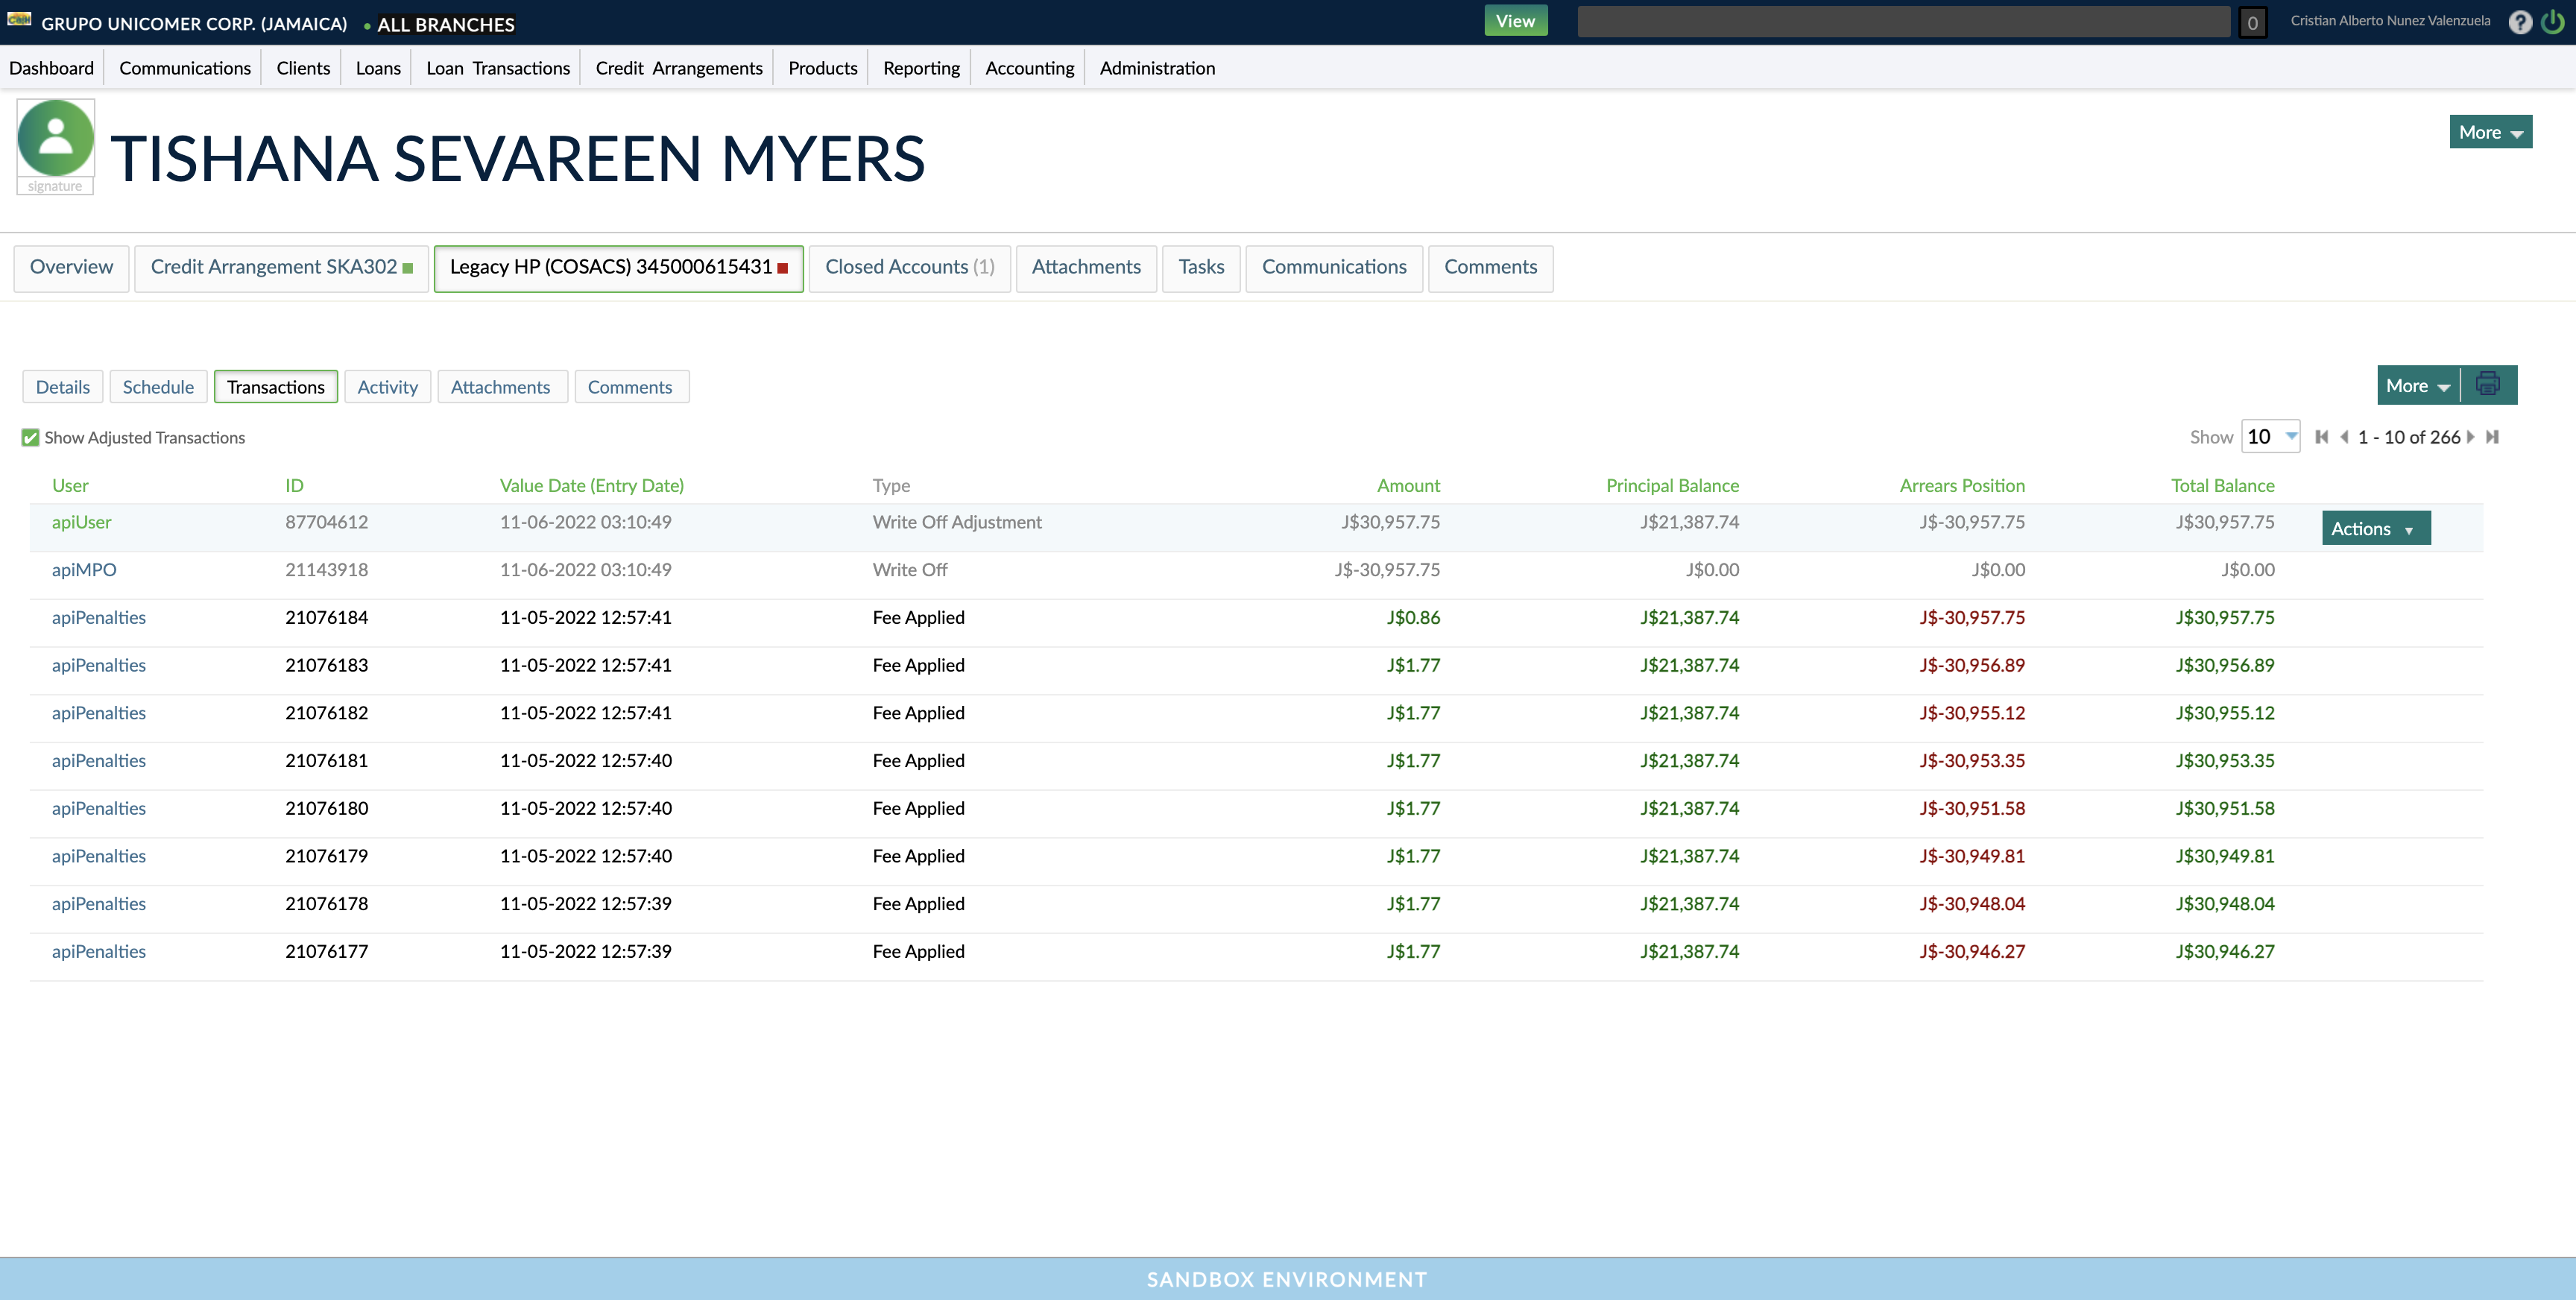 GRUPO UNICOMER CORP. (JAMAICA) • ALL BRANCHES View 0 Cristian Alberto Nunez Valenzuela ?
Dashboard Communications Clients Loans Loan Transactions Credit Arrangements Products Reporting Accounting Administration
TISHANA SEVAREEN MYERS
signature
More
Overview Credit Arrangement SKA302 Legacy HP (COSACS) 345000615431 Closed Accounts (1) Attachments Tasks Communications Comments
Details Schedule Transactions Activity Attachments Comments More
Show Adjusted Transactions Show 10 1 - 10 of 266
User ID Value Date (Entry Date) Type Amount Principal Balance Arrears Position Total Balance
apiUser 87704612 11-06-2022 03:10:49 Write Off Adjustment J$30,957.75 J$21,387.74 J$-30,957.75 J$30,957.75 Actions
apiMPO 21143918 11-06-2022 03:10:49 Write Off J$-30,957.75 J$0.00 J$0.00 J$0.00
apiPenalties 21076184 11-05-2022 12:57:41 Fee Applied J$0.86 J$21,387.74 J$-30,957.75 J$30,957.75
apiPenalties 21076183 11-05-2022 12:57:41 Fee Applied J$1.77 J$21,387.74 J$-30,956.89 J$30,956.89
apiPenalties 21076182 11-05-2022 12:57:41 Fee Applied J$1.77 J$21,387.74 J$-30,955.12 J$30,955.12
apiPenalties 21076181 11-05-2022 12:57:40 Fee Applied J$1.77 J$21,387.74 J$-30,953.35 J$30,953.35
apiPenalties 21076180 11-05-2022 12:57:40 Fee Applied J$1.77 J$21,387.74 J$-30,951.58 J$30,951.58
apiPenalties 21076179 11-05-2022 12:57:40 Fee Applied J$1.77 J$21,387.74 J$-30,949.81 J$30,949.81
apiPenalties 21076178 11-05-2022 12:57:39 Fee Applied J$1.77 J$21,387.74 J$-30,948.04 J$30,948.04
apiPenalties 21076177 11-05-2022 12:57:39 Fee Applied J$1.77 J$21,387.74 J$-30,946.27 J$30,946.27
SANDBOX ENVIRONMENT